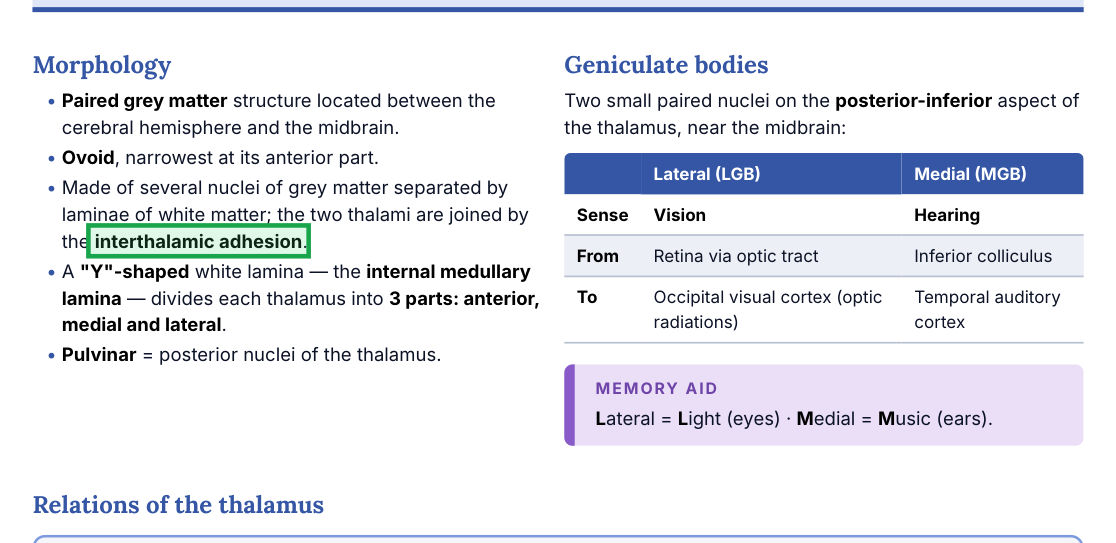 Morphology
• Paired grey matter structure located between the
cerebral hemisphere and the midbrain.
• Ovoid, narrowest at its anterior part.
• Made of several nuclei of grey matter separated by
laminae of white matter; the two thalami are joined by
the interthalamic adhesion.
• A "Y"-shaped white lamina — the internal medullary
lamina — divides each thalamus into 3 parts: anterior,
medial and lateral.
• Pulvinar = posterior nuclei of the thalamus.
Geniculate bodies
Two small paired nuclei on the posterior-inferior aspect of
the thalamus, near the midbrain:
Lateral (LGB) Medial (MGB)
Sense Vision Hearing
From Retina via optic tract Inferior colliculus
To Occipital visual cortex (optic Temporal auditory
radiations) cortex
MEMORY AID
Lateral = Light (eyes) · Medial = Music (ears).
Relations of the thalamus